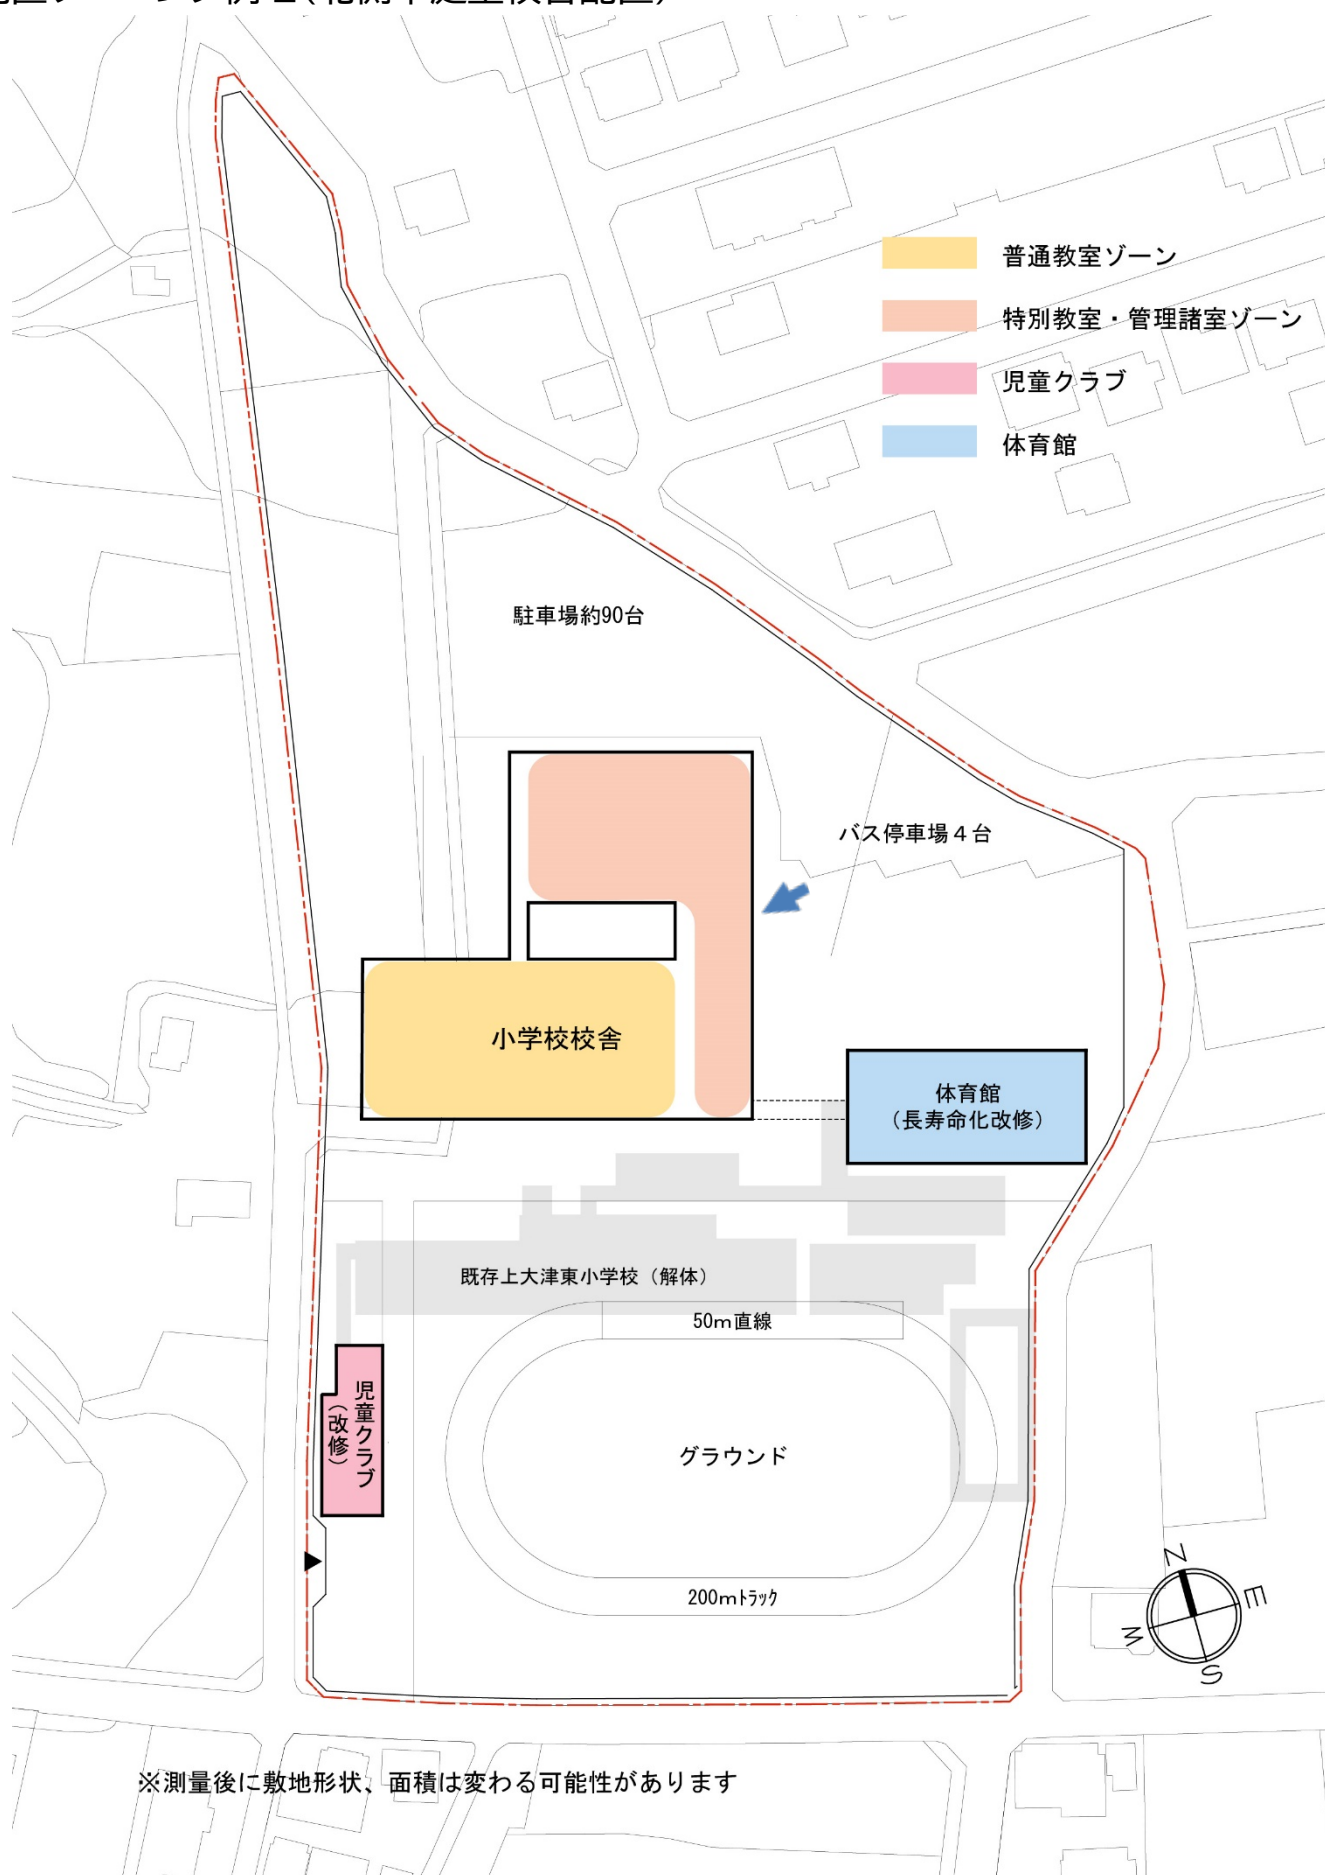 普通教室ゾーン
特別教室・管理諸室ゾーン
児童クラブ
体育館
駐車場約90台
バス停車場4台
小学校校舎
体育館
(長寿命化改修)
既存上大津東小学校(解体)
50m直線
児童クラブ
(改修)
グラウンド
200mトラック
N
E
W
S
※測量後に敷地形状、面積は変わる可能性があります